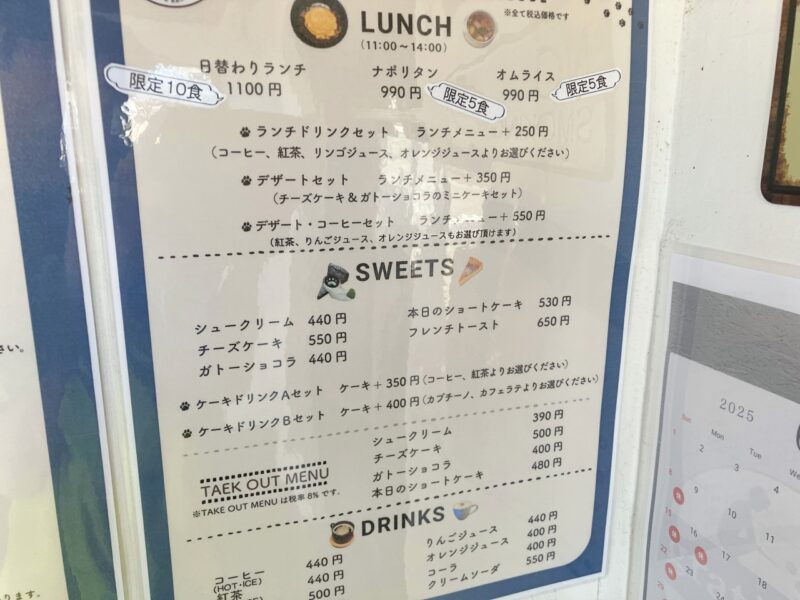 ※全て税込価格です
LUNCH
(11:00〜14:00)
日替わりランチ
1100円
限定10食
ナポリタン
990円
限定5食
オムライス
990円
限定5食
ランチドリンクセット ランチメニュー+250円
(コーヒー、紅茶、リンゴジュース、オレンジジュースよりお選びください)
デザートセット ランチメニュー+350円
(チーズケーキ&ガトーショコラのミニケーキセット)
デザート・コーヒーセット ランチメニュー+550円
(紅茶、りんごジュース、オレンジジュースもお選び頂けます)
SWEETS
シュークリーム 440円
チーズケーキ 550円
ガトーショコラ 440円
本日のショートケーキ 530円
フレンチトースト 650円
ケーキドリンクAセット ケーキ+350円(コーヒー、紅茶よりお選びください)
ケーキドリンクBセット ケーキ+400円(カプチーノ、カフェラテよりお選びください)
TAEK OUT MENU
※TAKE OUT MENUは税率8%です。
シュークリーム 390円
チーズケーキ 500円
ガトーショコラ 400円
本日のショートケーキ 480円
DRINKS
コーヒー 440円
(HOT・ICE) 440円
紅茶 500円
りんごジュース 440円
オレンジジュース 400円
コーラ 400円
クリームソーダ 550円
さい。
ります。
2025
Sun Mon Tue
1 2 3
8 9 10
15 16 17
22 23 24
29